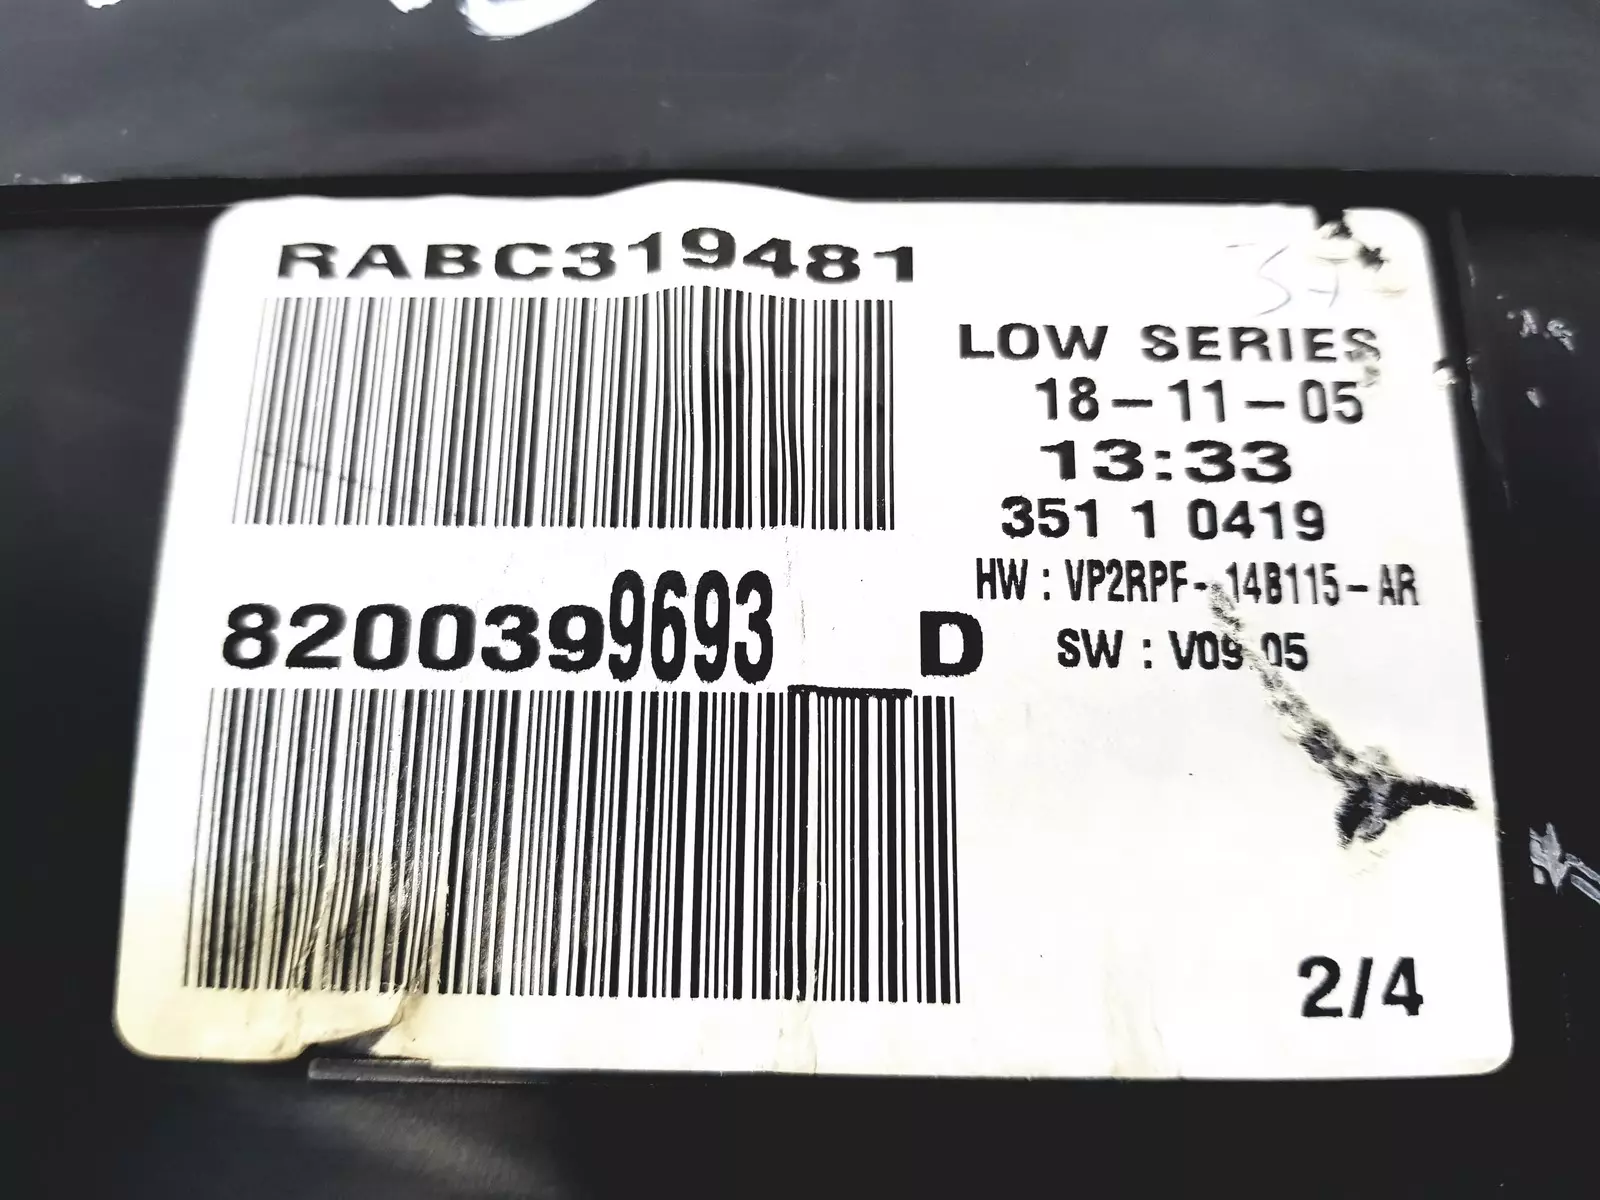 RABC319481
LOW SERIES
18-11-05
13:33
351 1 0419
HW : VP2RPF-14B115-AR
SW : V09.05
8200399693__D
2/4